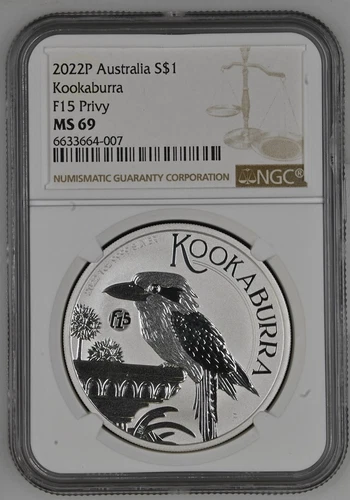 2022P Australia S$1
Kookaburra
F15 Privy
MS 69
6633664-007
NUMISMATIC GUARANTY CORPORATION
NGC®
KOOKABURRA
F15